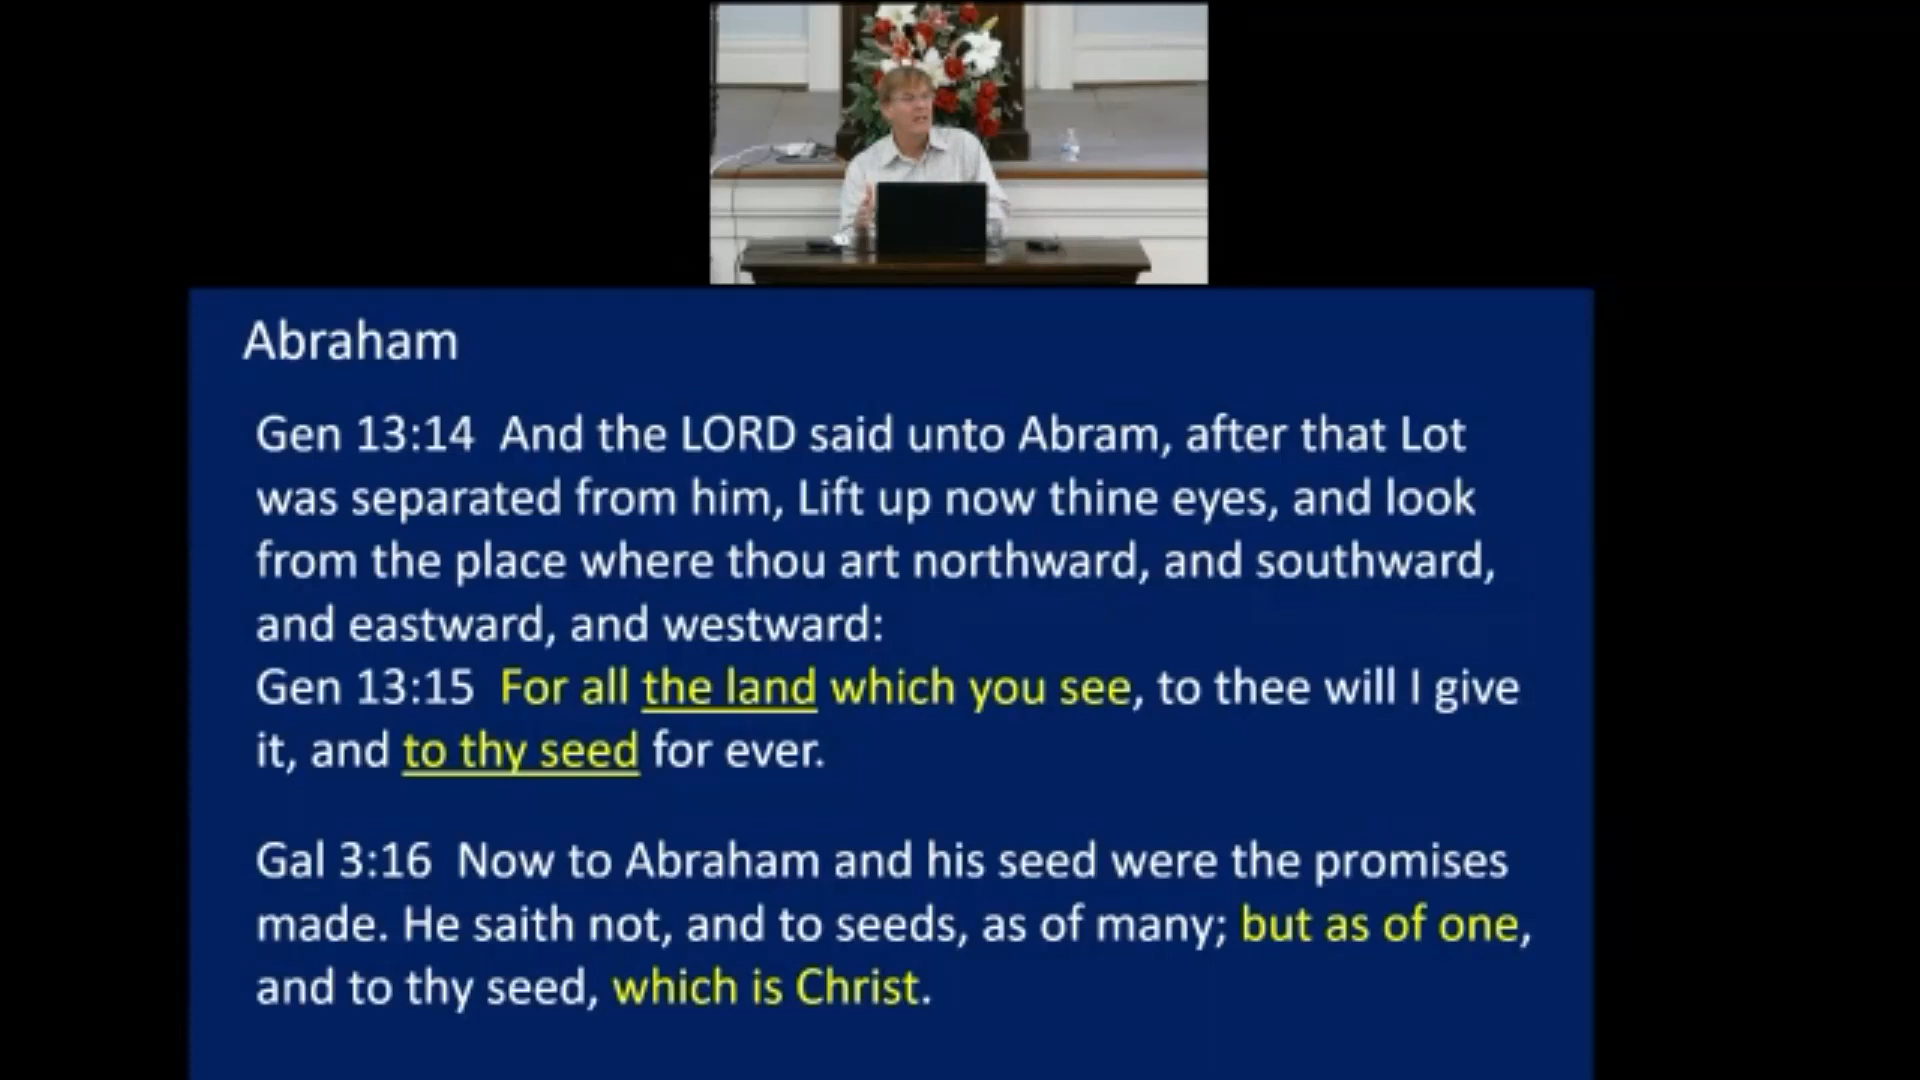 Abraham
Gen 13:14 And the LORD said unto Abram, after that Lot
was separated from him, Lift up now thine eyes, and look
from the place where thou art northward, and southward,
and eastward, and westward:
Gen 13:15 For all the land which you see, to thee will I give
it, and to thy seed for ever.
Gal 3:16 Now to Abraham and his seed were the promises
made. He saith not, and to seeds, as of many; but as of one,
and to thy seed, which is Christ.